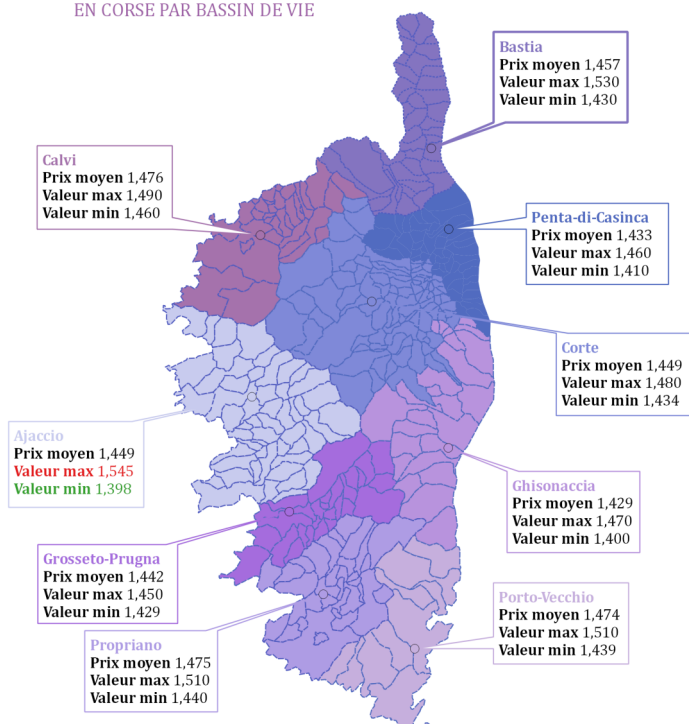 EN CORSE PAR BASSIN DE VIE
Bastia
Prix moyen 1,457
Valeur max 1,530
Valeur min 1,430
Calvi
Prix moyen 1,476
Valeur max 1,490
Valeur min 1,460
Penta-di-Casinca
Prix moyen 1,433
Valeur max 1,460
Valeur min 1,410
Corte
Prix moyen 1,449
Valeur max 1,480
Valeur min 1,434
Ajaccio
Prix moyen 1,449
Valeur max 1,545
Valeur min 1,398
Ghisonaccia
Prix moyen 1,429
Valeur max 1,470
Valeur min 1,400
Grosseto-Prugna
Prix moyen 1,442
Valeur max 1,450
Valeur min 1,429
Porto-Vecchio
Prix moyen 1,474
Valeur max 1,510
Valeur min 1,439
Propriano
Prix moyen 1,475
Valeur max 1,510
Valeur min 1,440